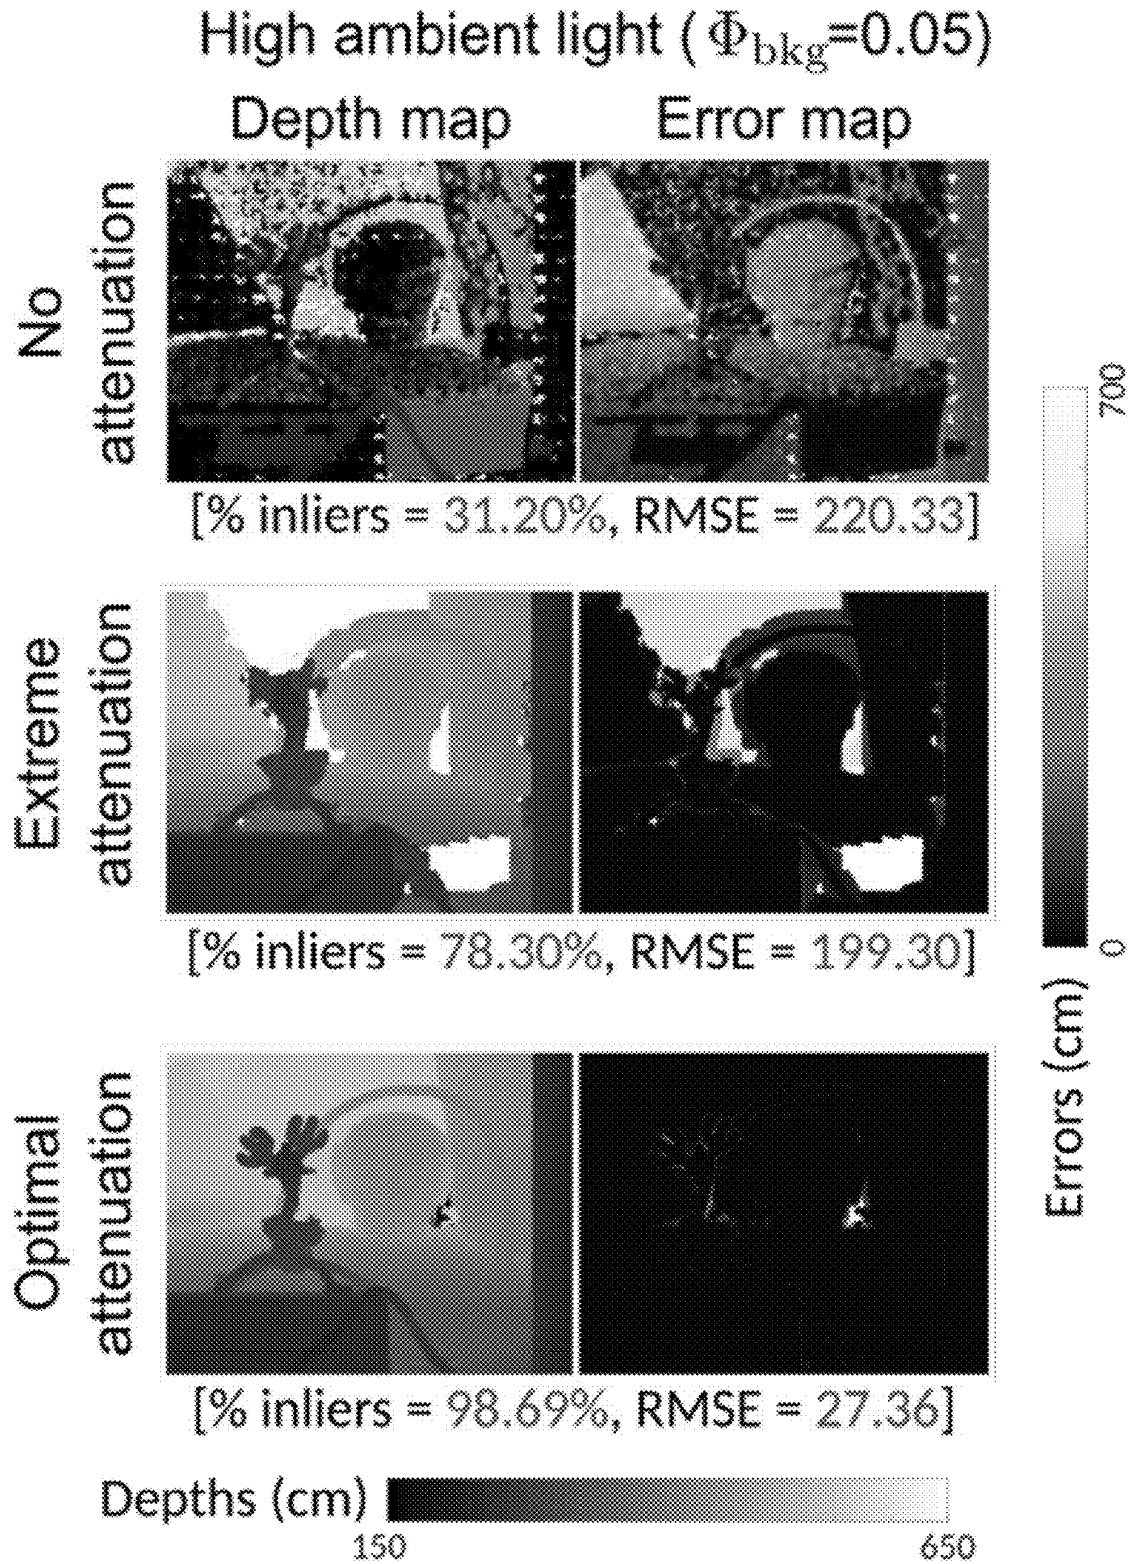 High ambient light ( Φbkg=0.05)
Depth map Error map
No
attenuation
[% inliers = 31.20%, RMSE = 220.33]
Extreme
attenuation
[% inliers = 78.30%, RMSE = 199.30]
Optimal
attenuation
[% inliers = 98.69%, RMSE = 27.36]
700
0
Errors (cm)
Depths (cm)
150 650